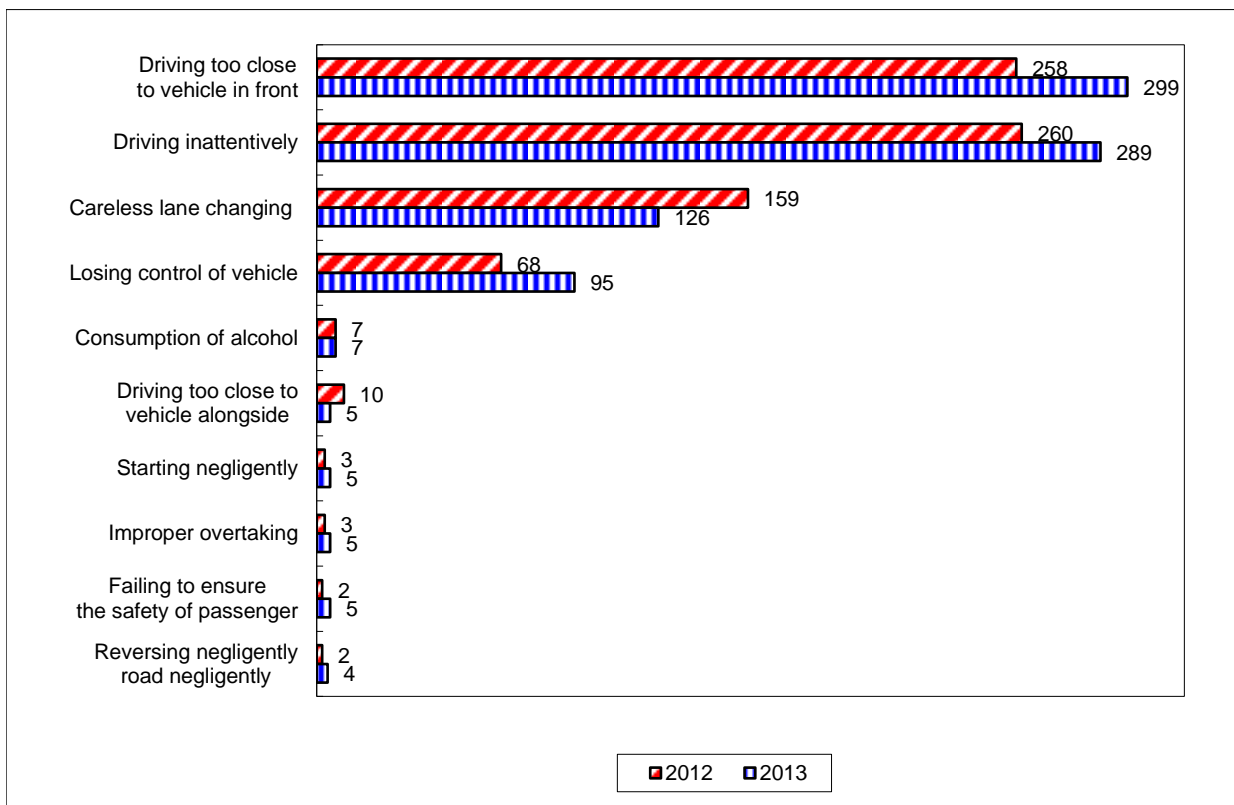 Driving too close
to vehicle in front
258
299
Driving inattentively
260
289
Careless lane changing
159
126
Losing control of vehicle
68
95
Consumption of alcohol
7
7
Driving too close to
vehicle alongside
10
5
Starting negligently
3
5
Improper overtaking
3
5
Failing to ensure
the safety of passenger
2
5
Reversing negligently
road negligently
2
4
2012 2013